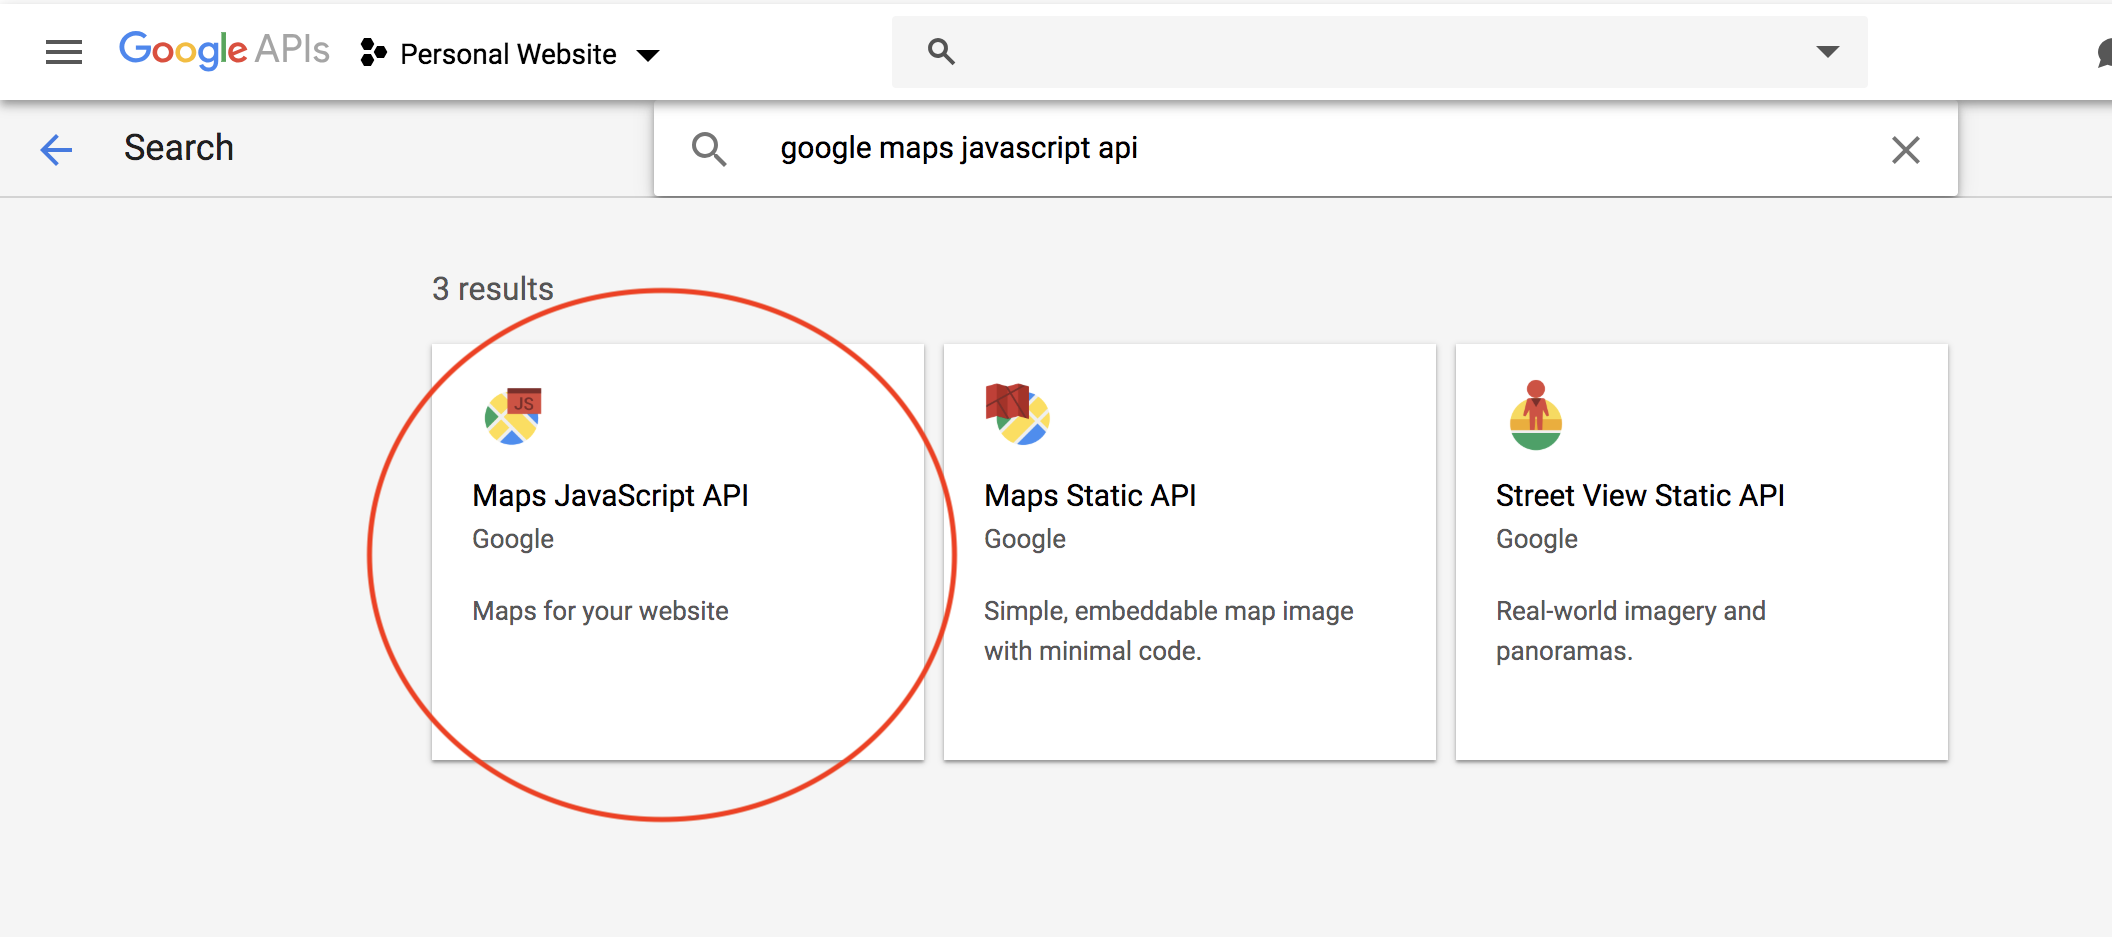 Google APIs Personal Website
Search
google maps javascript api
3 results
JS
Maps JavaScript API
Google
Maps for your website
Maps Static API
Google
Simple, embeddable map image
with minimal code.
Street View Static API
Google
Real-world imagery and
panoramas.